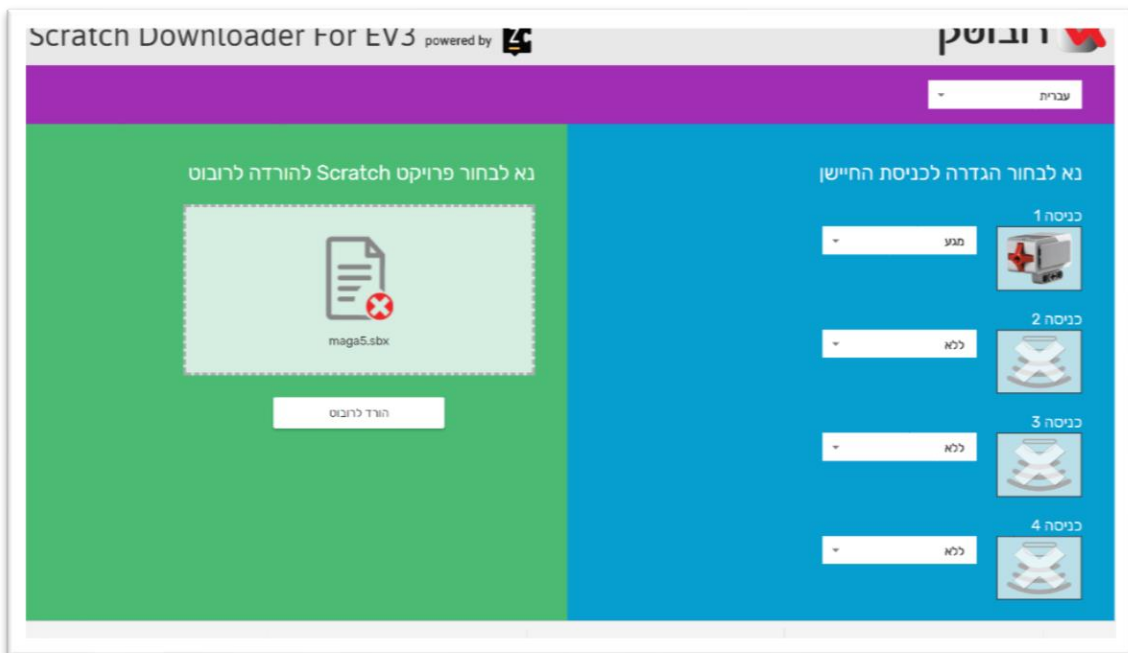 Scratch Downloader For EV3 powered by
רובוטק
עברית
נא לבחור הגדרה לכניסת החיישן
כניסה 1
מגע
כניסה 2
ללא
כניסה 3
ללא
כניסה 4
ללא
נא לבחור פרויקט Scratch להורדה לרובוט
maga5.sbx
הורד לרובוט